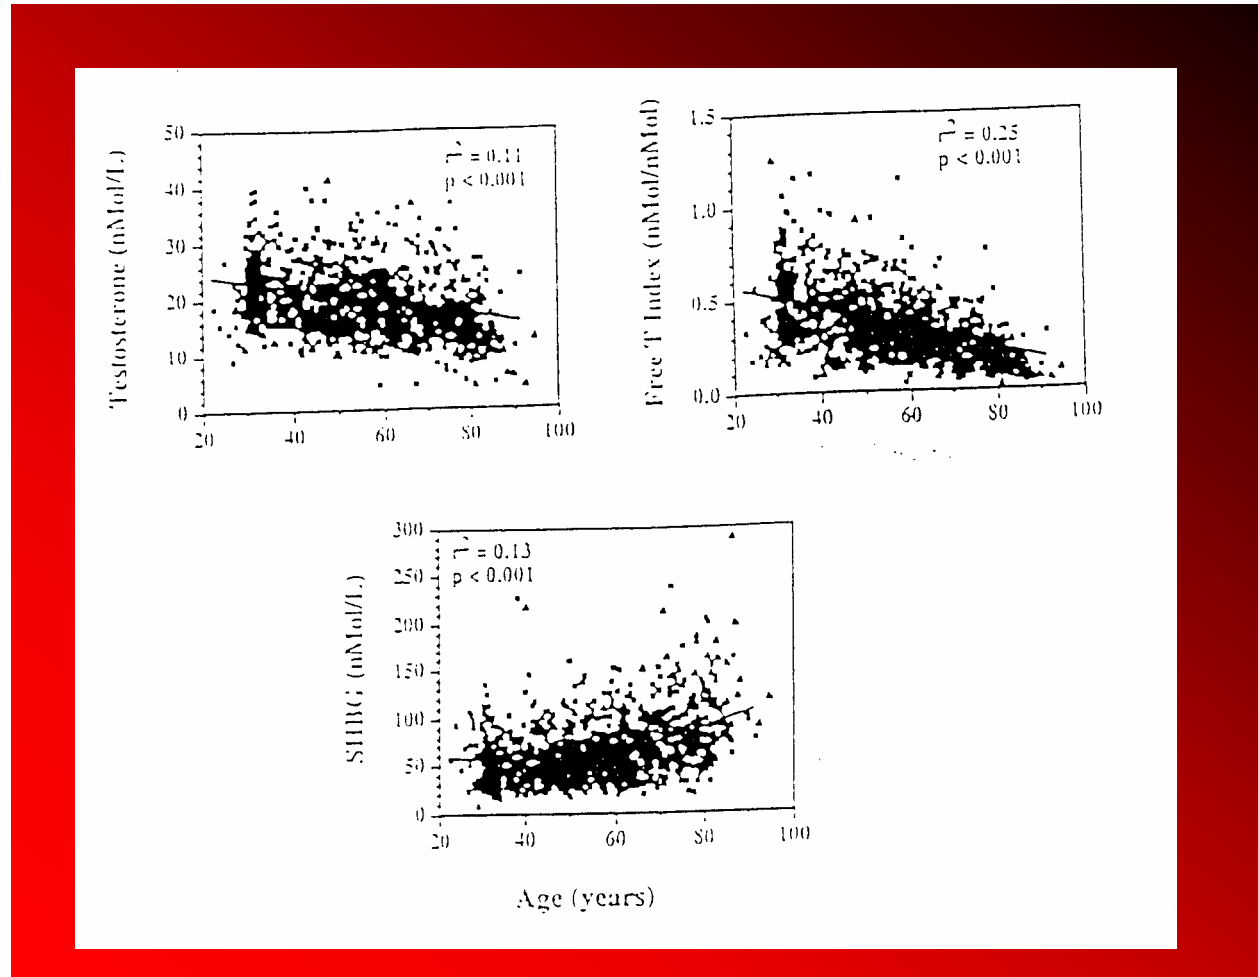 Testosterone (nMol/L)
50
40
30
20
10
0
r² = 0.11
p < 0.001
20 40 60 80 100
Free T Index (nMol/nMol)
1.5
1.0
0.5
0.0
r² = 0.25
p < 0.001
20 40 60 80 100
SHBG (nMol/L)
300
250
200
150
100
50
0
r² = 0.13
p < 0.001
20 40 60 80 100
Age (years)